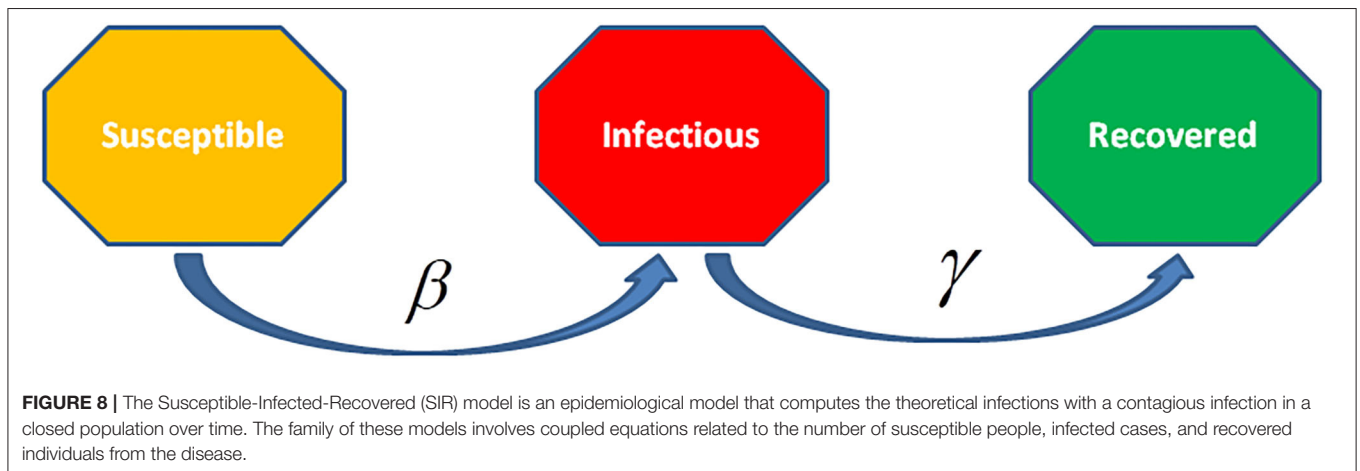 Susceptible
Infectious
Recovered
β
γ
FIGURE 8 | The Susceptible-Infected-Recovered (SIR) model is an epidemiological model that computes the theoretical infections with a contagious infection in a
closed population over time. The family of these models involves coupled equations related to the number of susceptible people, infected cases, and recovered
individuals from the disease.